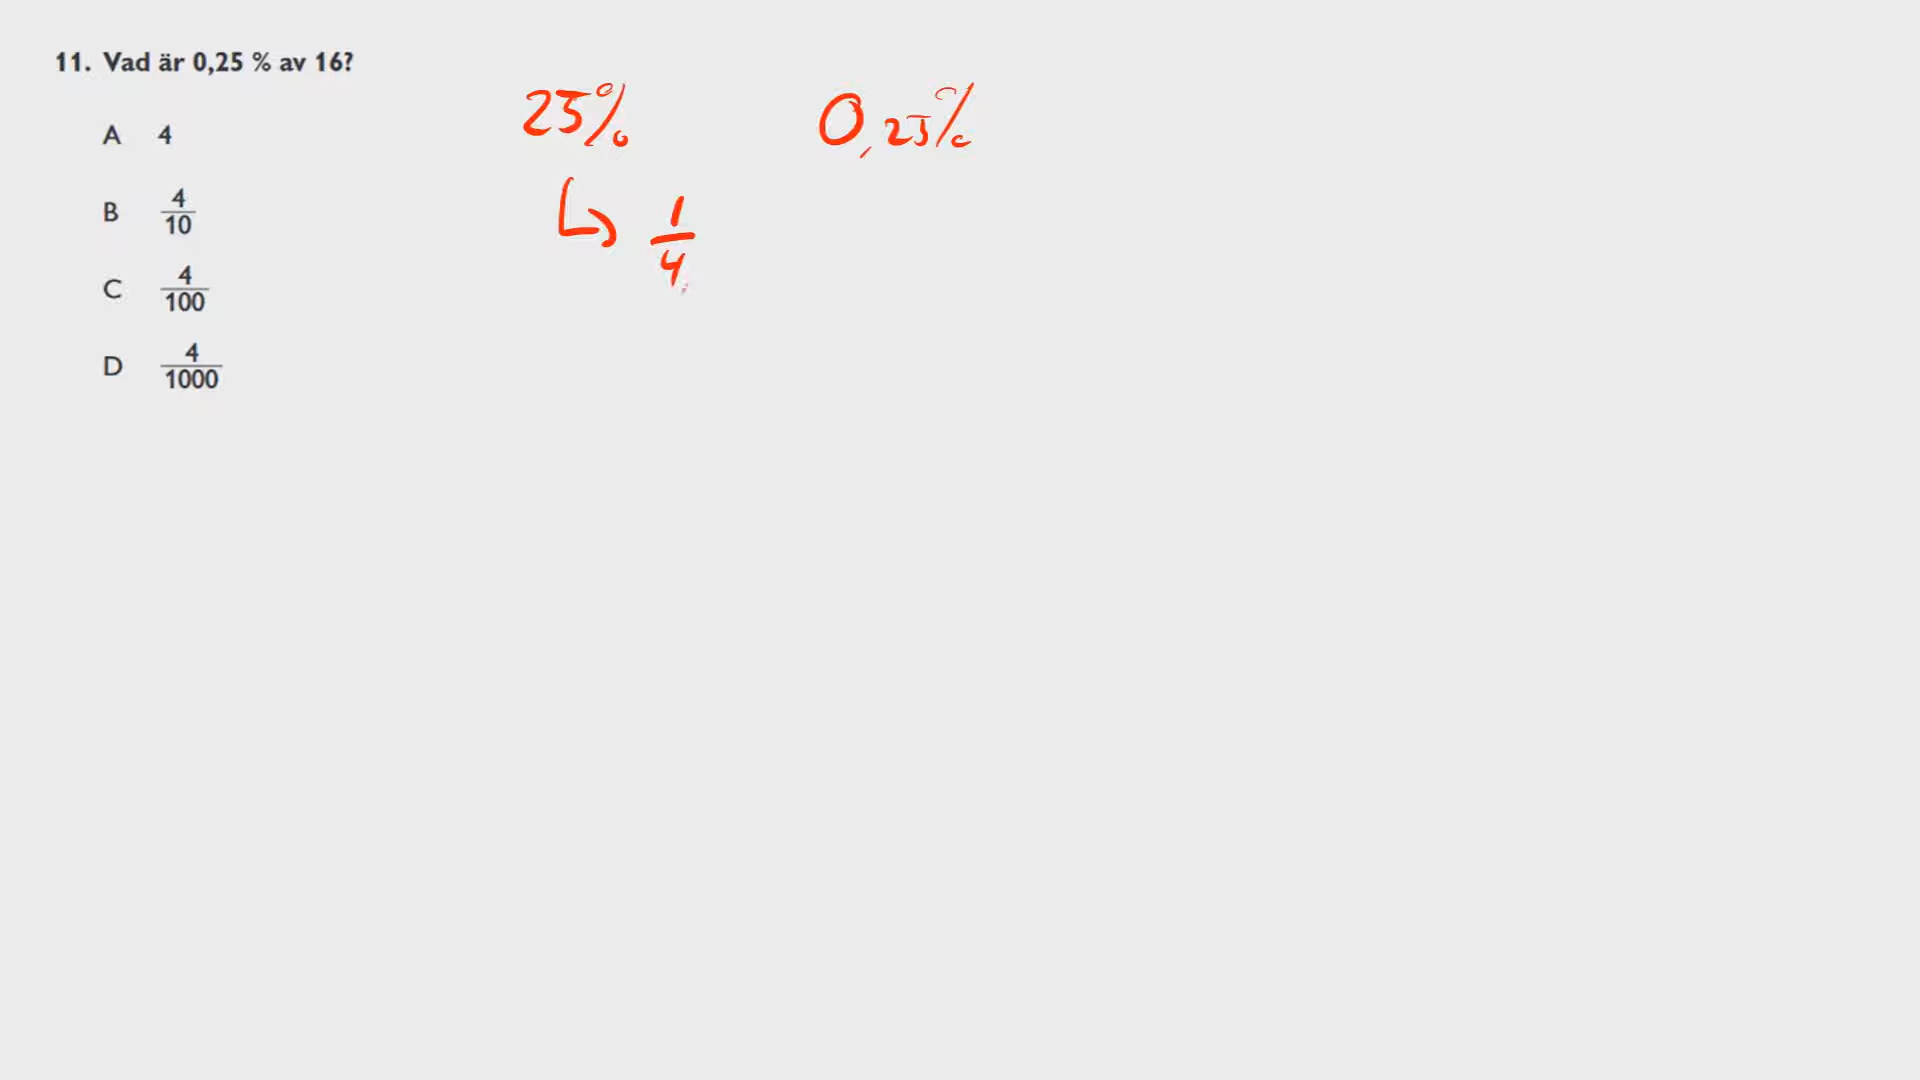 11. Vad är 0,25 % av 16?
A 4
B 4/10
C 4/100
D 4/1000
25% 0,25%
1/4